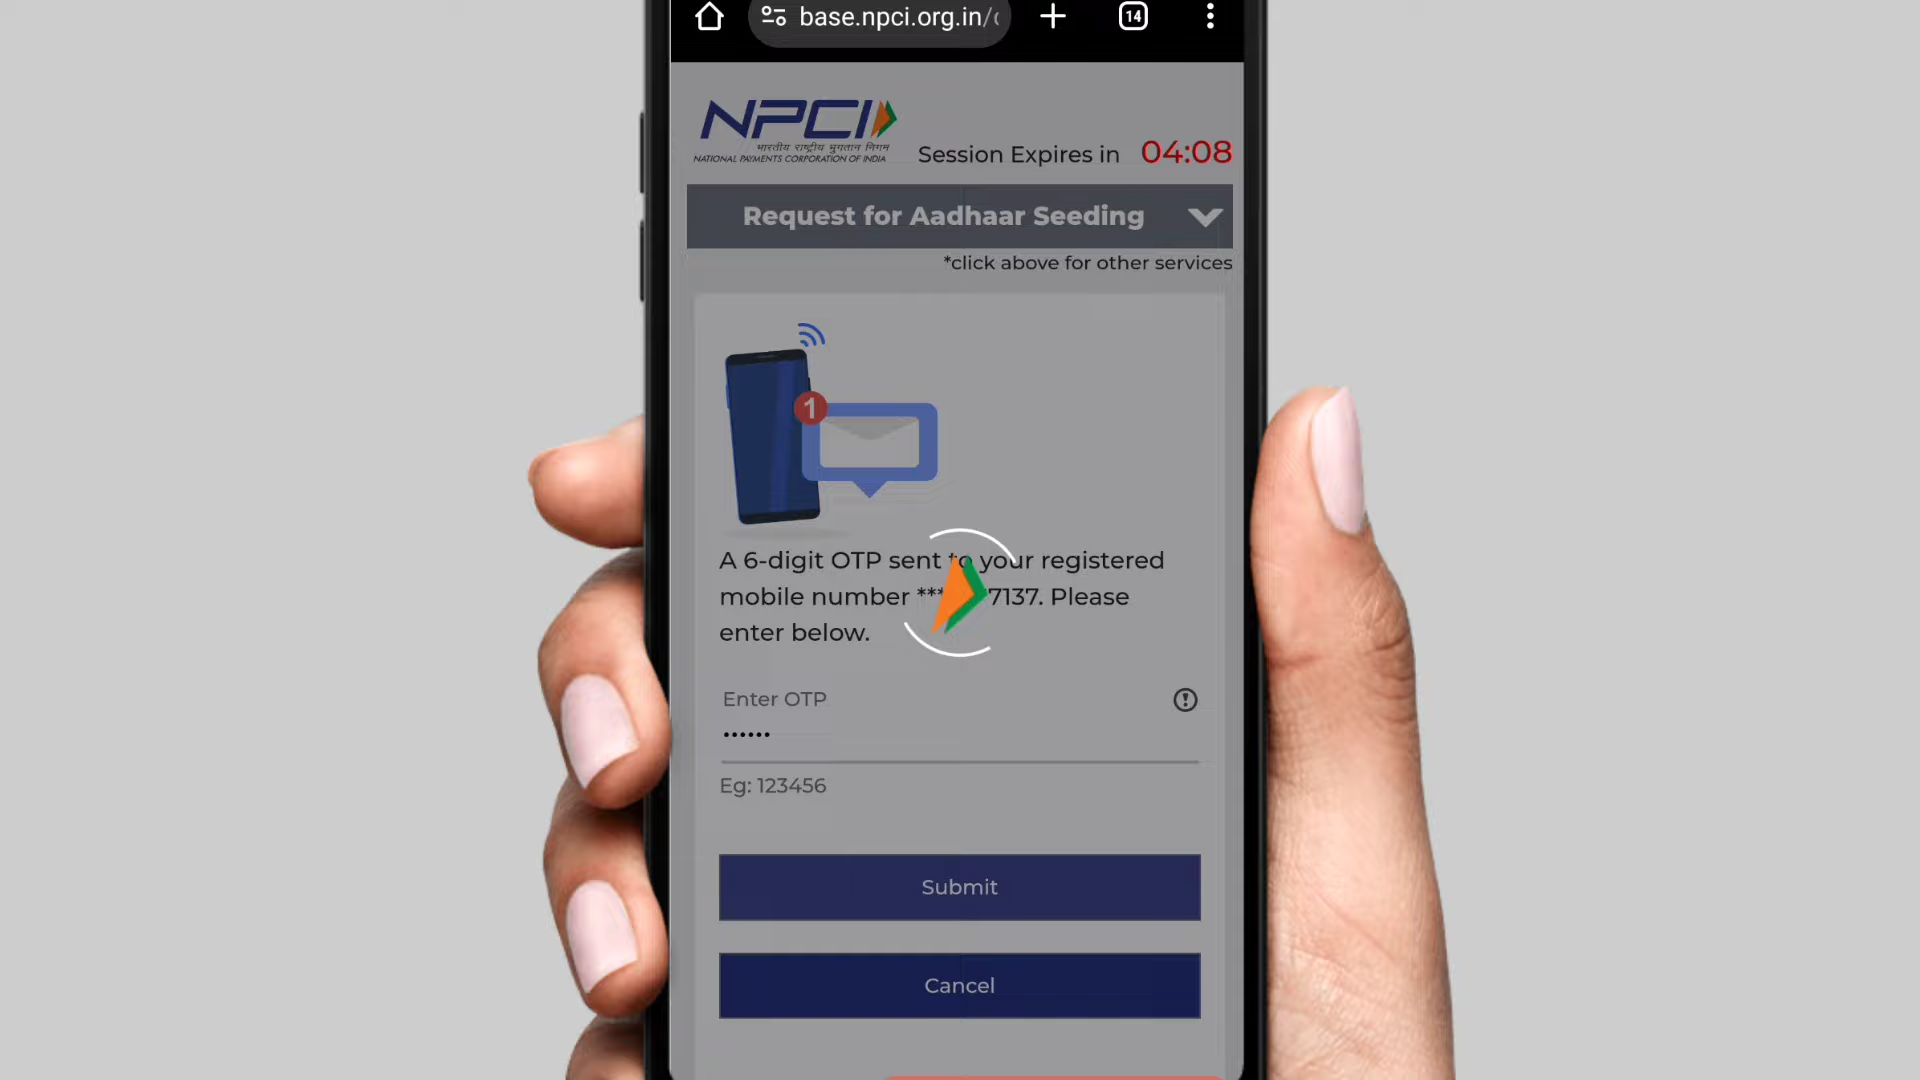 base.npci.org.in/
14
NPCI
भारतीय राष्ट्रीय भुगतान निगम
NATIONAL PAYMENTS CORPORATION OF INDIA
Session Expires in 04:08
Request for Aadhaar Seeding
*click above for other services
1
A 6-digit OTP sent to your registered
mobile number *** 7137. Please
enter below.
Enter OTP
••••••
Eg: 123456
Submit
Cancel